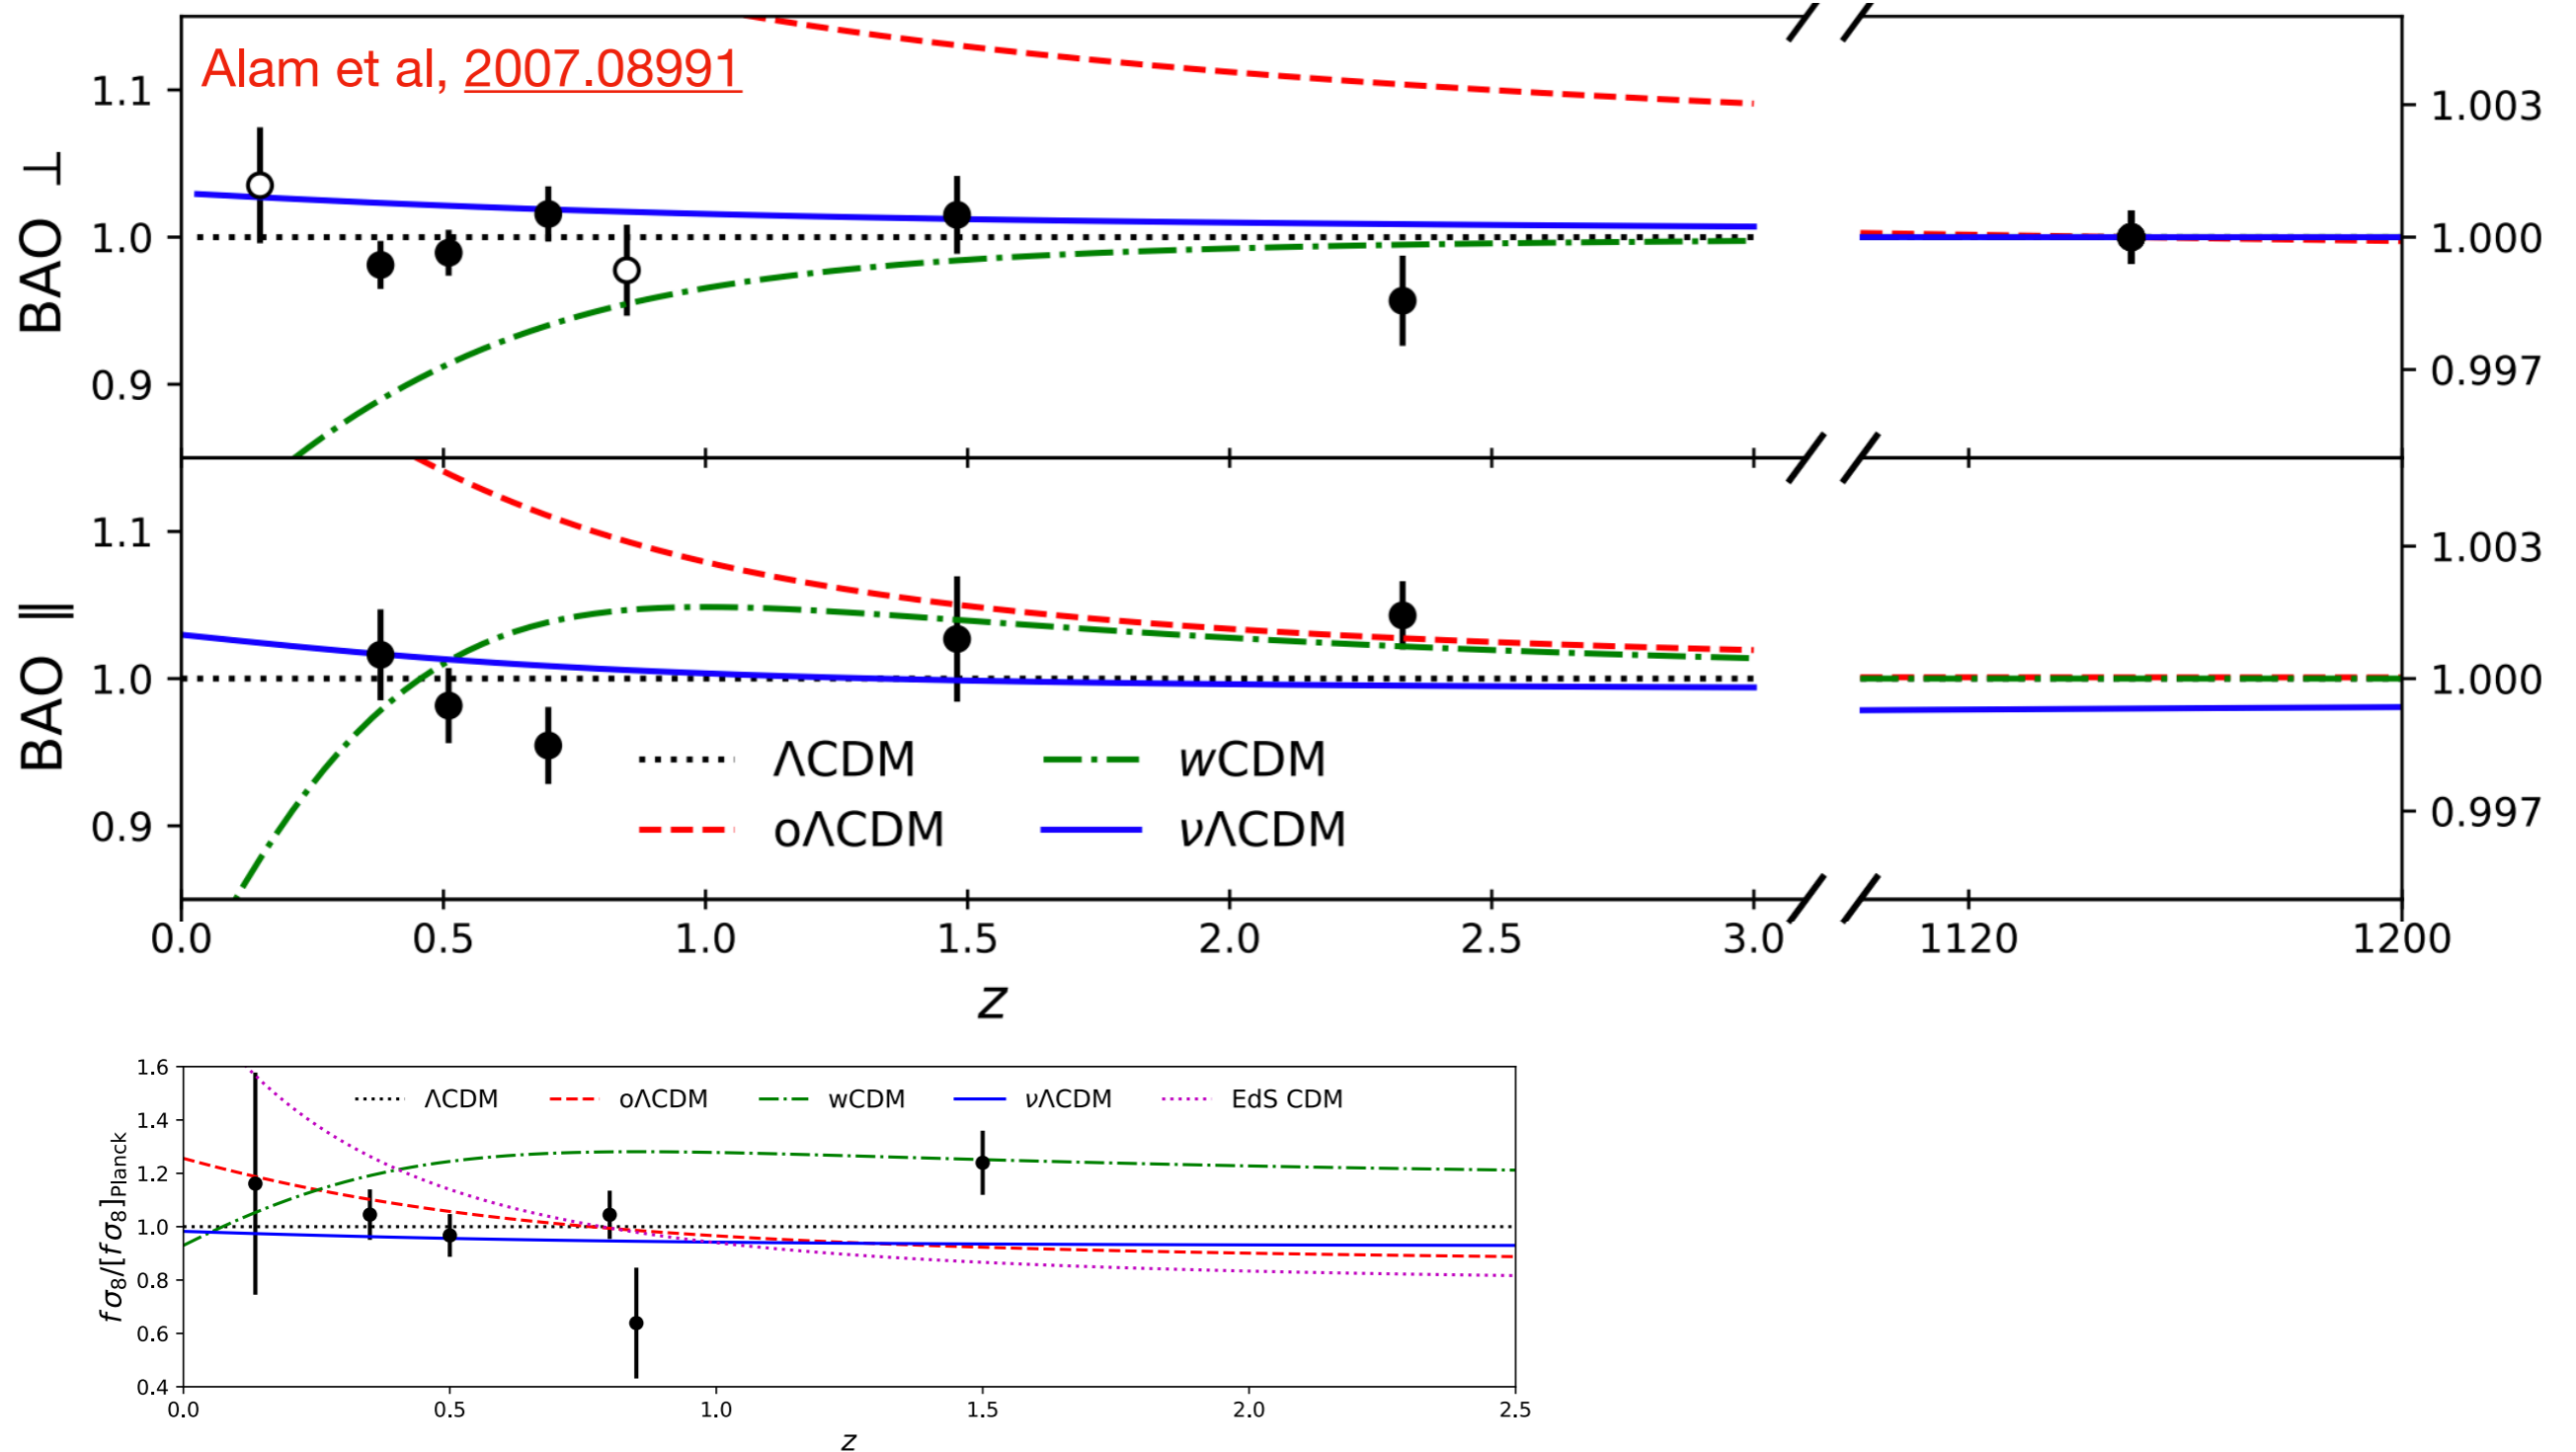 Alam et al, 2007.08991
BAO ⊥
1.1
1.0
0.9
1.003
1.000
0.997
BAO ∥
1.1
1.0
0.9
1.003
1.000
0.997
ΛCDM
wCDM
oΛCDM
νΛCDM
0.0 0.5 1.0 1.5 2.0 2.5 3.0 1120 1200
z
fσ8/[fσ8]Planck
1.6
1.4
1.2
1.0
0.8
0.6
0.4
ΛCDM oΛCDM wCDM νΛCDM EdS CDM
0.0 0.5 1.0 1.5 2.0 2.5
z